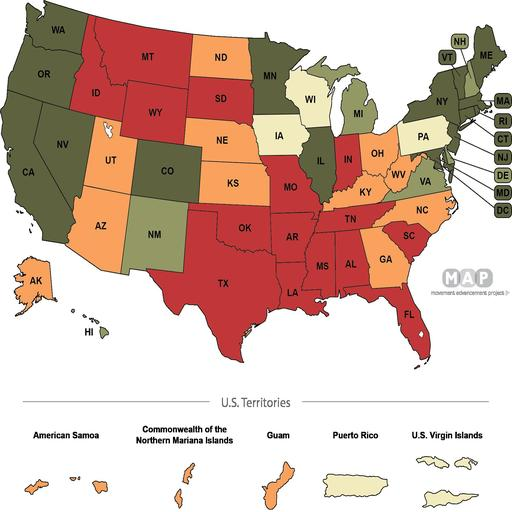 WA
OR
CA
NV
ID
MT
WY
UT
AZ
CO
NM
ND
SD
NE
KS
OK
TX
MN
IA
MO
AR
LA
WI
IL
MI
IN
OH
KY
TN
MS
AL
GA
FL
SC
NC
VA
WV
PA
NY
VT
NH
ME
MA
RI
CT
NJ
DE
MD
DC
AK
HI
MAP
movement advancement project
U.S. Territories
American Samoa
Commonwealth of the
Northern Mariana Islands
Guam
Puerto Rico
U.S. Virgin Islands